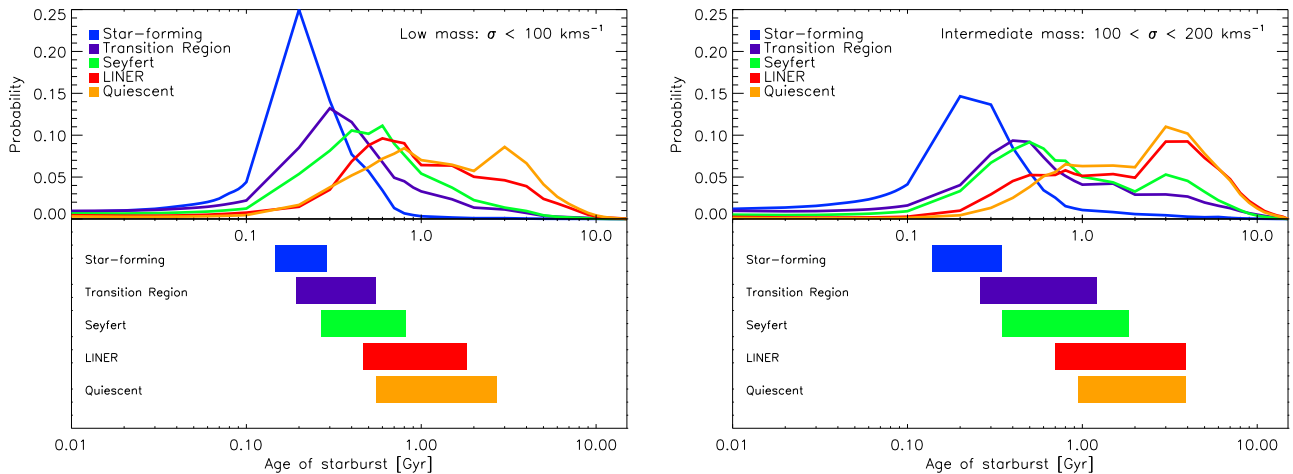 0.25
0.20
0.15
0.10
0.05
0.00
Probability
Star-forming
Transition Region
Seyfert
LINER
Quiescent
Low mass: σ < 100 kms⁻¹
0.1
1.0
10.0
Star-forming
Transition Region
Seyfert
LINER
Quiescent
0.01
0.10
1.00
10.00
Age of starburst [Gyr]
0.25
0.20
0.15
0.10
0.05
0.00
Probability
Star-forming
Transition Region
Seyfert
LINER
Quiescent
Intermediate mass: 100 < σ < 200 kms⁻¹
0.1
1.0
10.0
Star-forming
Transition Region
Seyfert
LINER
Quiescent
0.01
0.10
1.00
10.00
Age of starburst [Gyr]